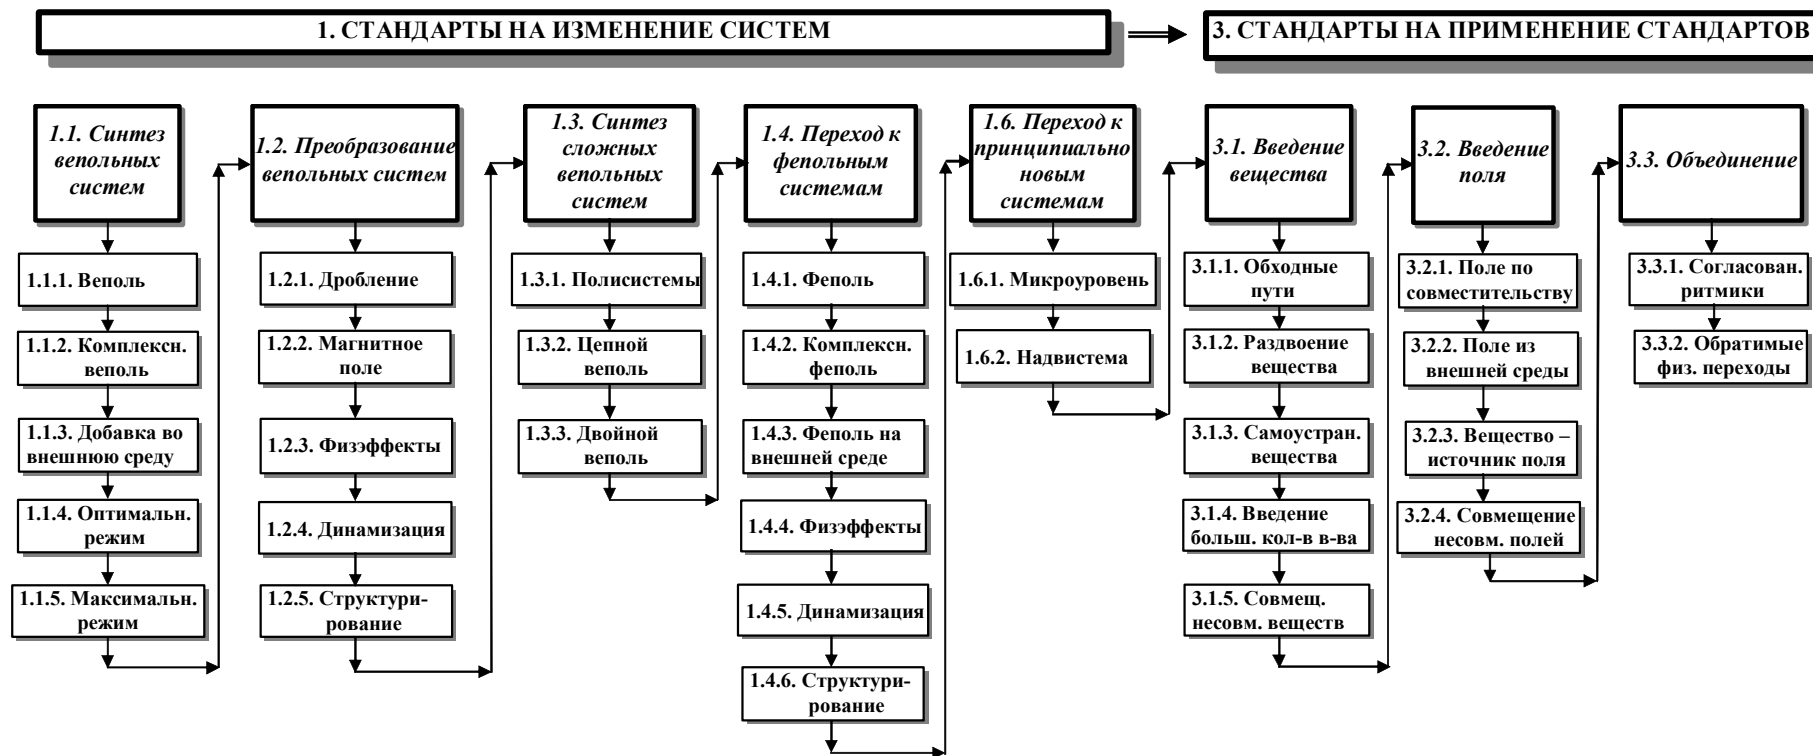 1. СТАНДАРТЫ НА ИЗМЕНЕНИЕ СИСТЕМ
3. СТАНДАРТЫ НА ПРИМЕНЕНИЕ СТАНДАРТОВ
1.1. Синтез
вепольных
систем
1.1.1. Веполь
1.1.2. Комплексн.
веполь
1.1.3. Добавка во
внешнюю среду
1.1.4. Оптимальн.
режим
1.1.5. Максимальн.
режим
1.2. Преобразование
вепольных систем
1.2.1. Дробление
1.2.2. Магнитное
поле
1.2.3. Физэффекты
1.2.4. Динамизация
1.2.5. Структури-
рование
1.3. Синтез
сложных
вепольных
систем
1.3.1. Полисистемы
1.3.2. Цепной
веполь
1.3.3. Двойной
веполь
1.4. Переход к
фепольным
системам
1.4.1. Феполь
1.4.2. Комплексн.
феполь
1.4.3. Феполь на
внешней среде
1.4.4. Физэффекты
1.4.5. Динамизация
1.4.6. Структури-
рование
1.6. Переход к
принципиально
новым
системам
1.6.1. Микроуровень
1.6.2. Надвистема
3.1. Введение
вещества
3.1.1. Обходные
пути
3.1.2. Раздвоение
вещества
3.1.3. Самоустран.
вещества
3.1.4. Введение
больш. кол-в в-ва
3.1.5. Совмещ.
несовм. веществ
3.2. Введение
поля
3.2.1. Поле по
совместительству
3.2.2. Поле из
внешней среды
3.2.3. Вещество –
источник поля
3.2.4. Совмещение
несовм. полей
3.3. Объединение
3.3.1. Согласован.
ритмики
3.3.2. Обратимые
физ. переходы